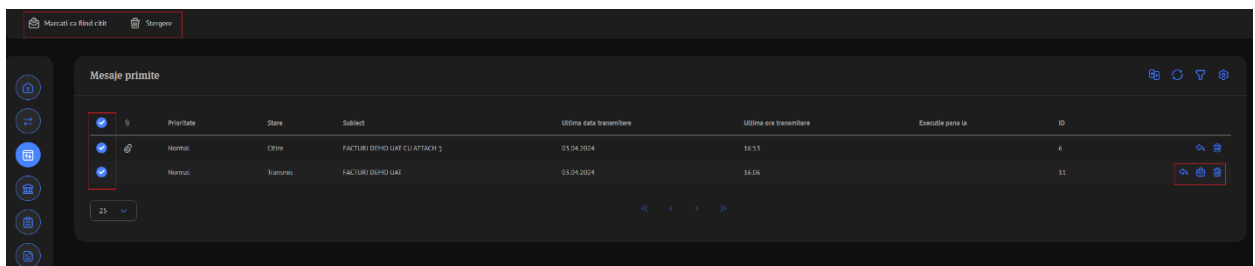 Marcati ca fiind citit Stergere
Mesaje primite
Prioritate Stare Subiect Ultima data transmitere Ultima ora transmitere Executie pana la ID
Normal Citire FACTURI DEMO UAT CU ATTACH 03.04.2024 16:13 6
Normal Transmis FACTURI DEMO UAT 03.04.2024 16:06 11
25